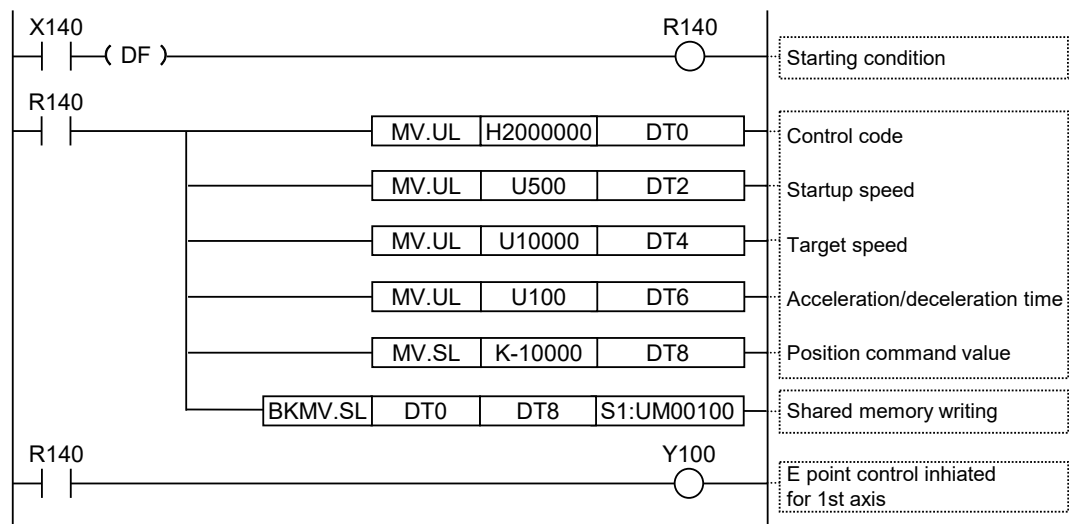 X140
( DF )
R140
Starting condition
R140
MV.UL H2000000 DT0
Control code
MV.UL U500 DT2
Startup speed
MV.UL U10000 DT4
Target speed
MV.UL U100 DT6
Acceleration/deceleration time
MV.SL K-10000 DT8
Position command value
BKMV.SL DT0 DT8 S1:UM00100
Shared memory writing
R140
Y100
E point control inhiated
for 1st axis